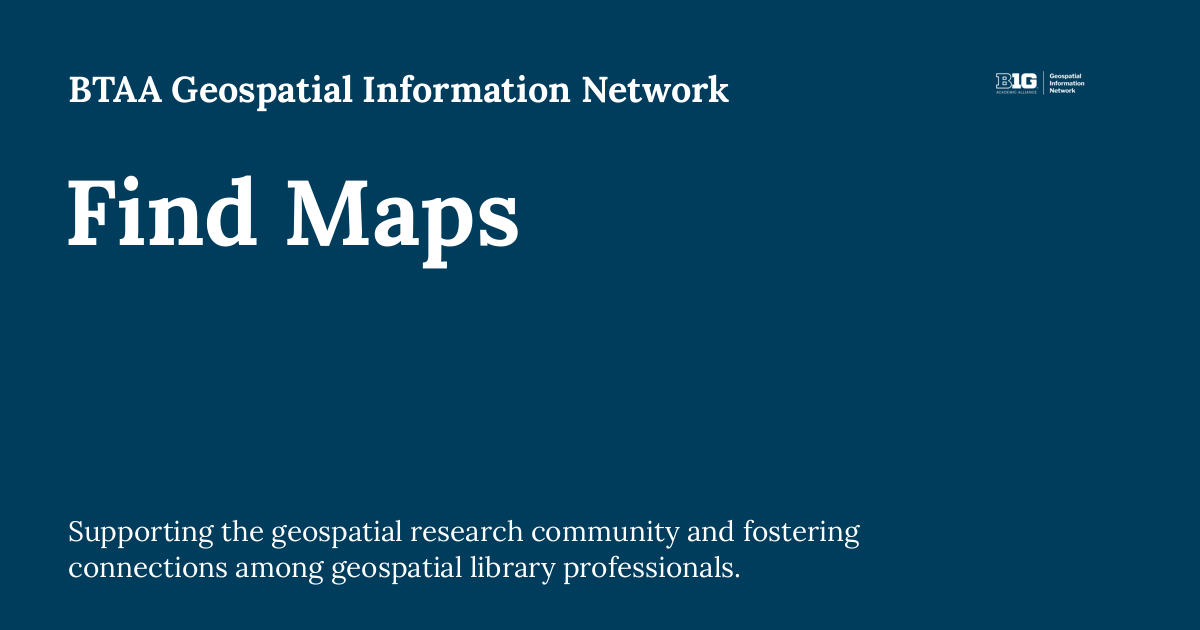 BTAA Geospatial Information Network
B1G
ACADEMIC ALLIANCE
Geospatial
Information
Network
Find Maps
Supporting the geospatial research community and fostering
connections among geospatial library professionals.